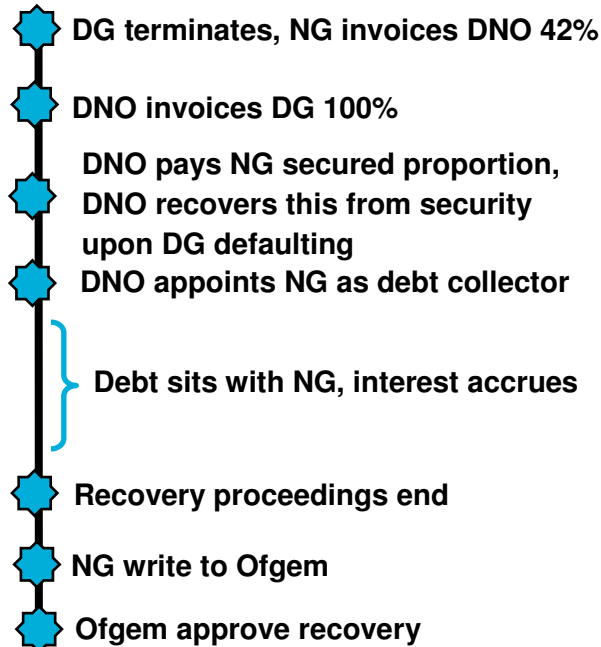 DG terminates, NG invoices DNO 42%
DNO invoices DG 100%
DNO pays NG secured proportion,
DNO recovers this from security
upon DG defaulting
DNO appoints NG as debt collector
Debt sits with NG, interest accrues
Recovery proceedings end
NG write to Ofgem
Ofgem approve recovery